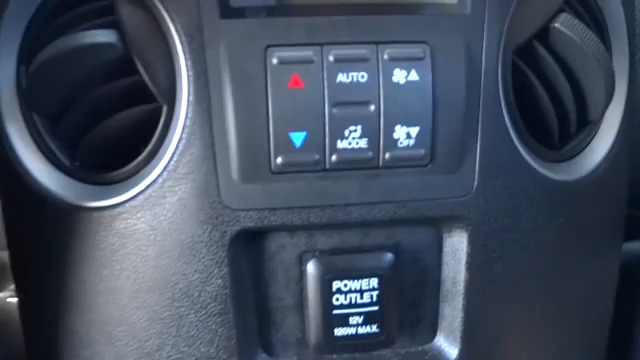 AUTO
MODE
OFF
POWER
OUTLET
12V
120W MAX.